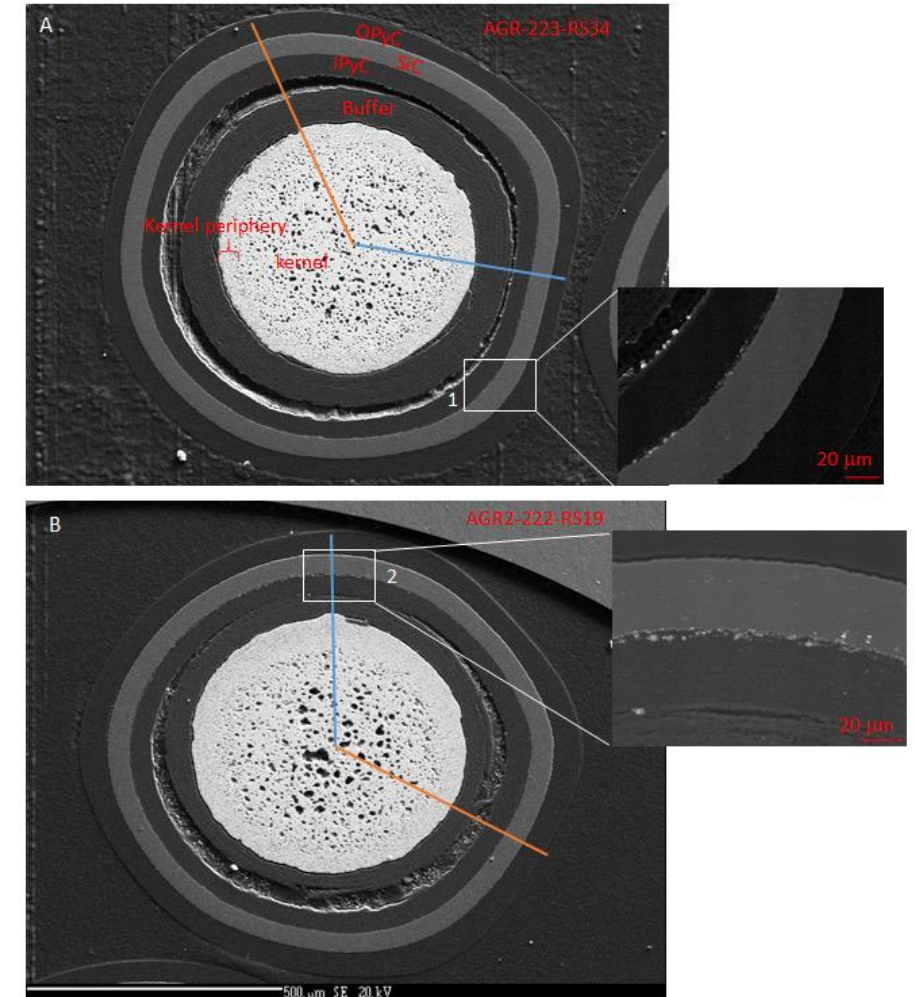 A
AGR-223-RS34
OPyC
IPyC SiC
Buffer
Kernel periphery
kernel
1
20 µm
B
AGR2-222-RS19
2
20 µm
500 µm SE 20 kV